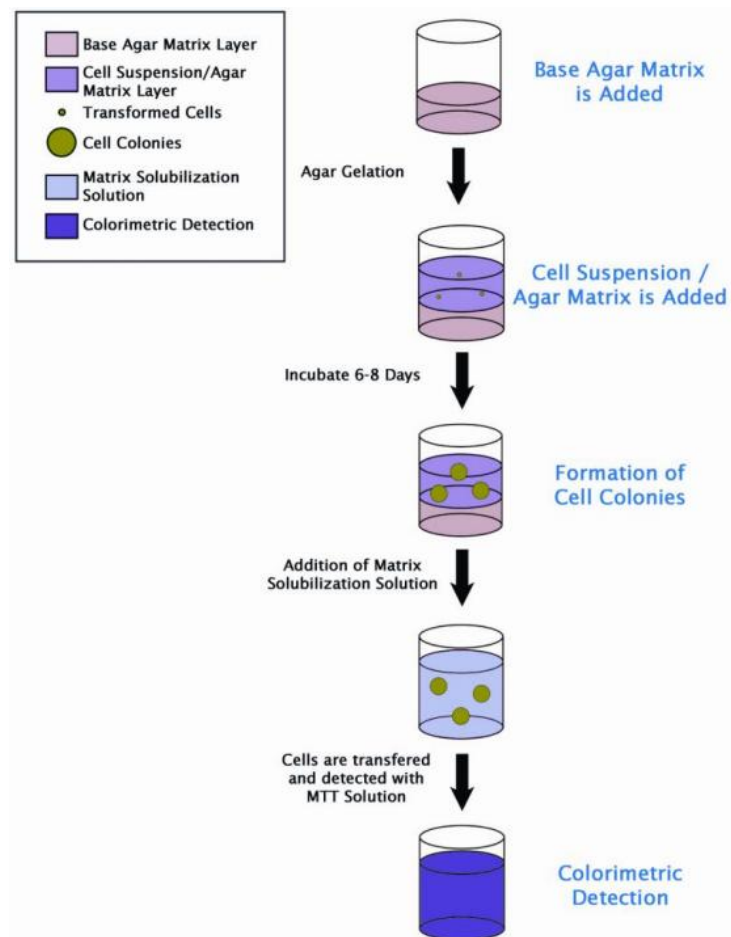 Base Agar Matrix Layer
Cell Suspension/Agar
Matrix Layer
Transformed Cells
Cell Colonies
Matrix Solubilization
Solution
Colorimetric Detection
Base Agar Matrix
is Added
Agar Gelation
Cell Suspension /
Agar Matrix is Added
Incubate 6-8 Days
Formation of
Cell Colonies
Addition of Matrix
Solubilization Solution
Cells are transfered
and detected with
MTT Solution
Colorimetric
Detection